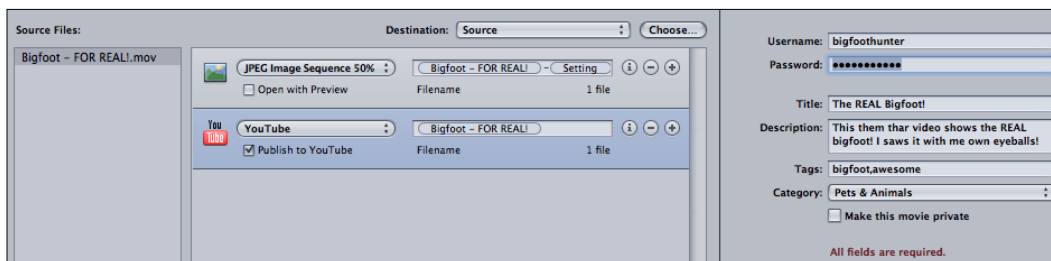 Source Files:
Destination: Source Choose...
Bigfoot – FOR REAL!.mov
JPEG Image Sequence 50% Bigfoot – FOR REAL! - Setting
Open with Preview Filename 1 file
You Tube YouTube Bigfoot – FOR REAL!
Publish to YouTube Filename 1 file
Username: bigfoothunter
Password: •••••••••••
Title: The REAL Bigfoot!
Description: This them thar video shows the REAL
bigfoot! I saws it with me own eyeballs!
Tags: bigfoot,awesome
Category: Pets & Animals
Make this movie private
All fields are required.